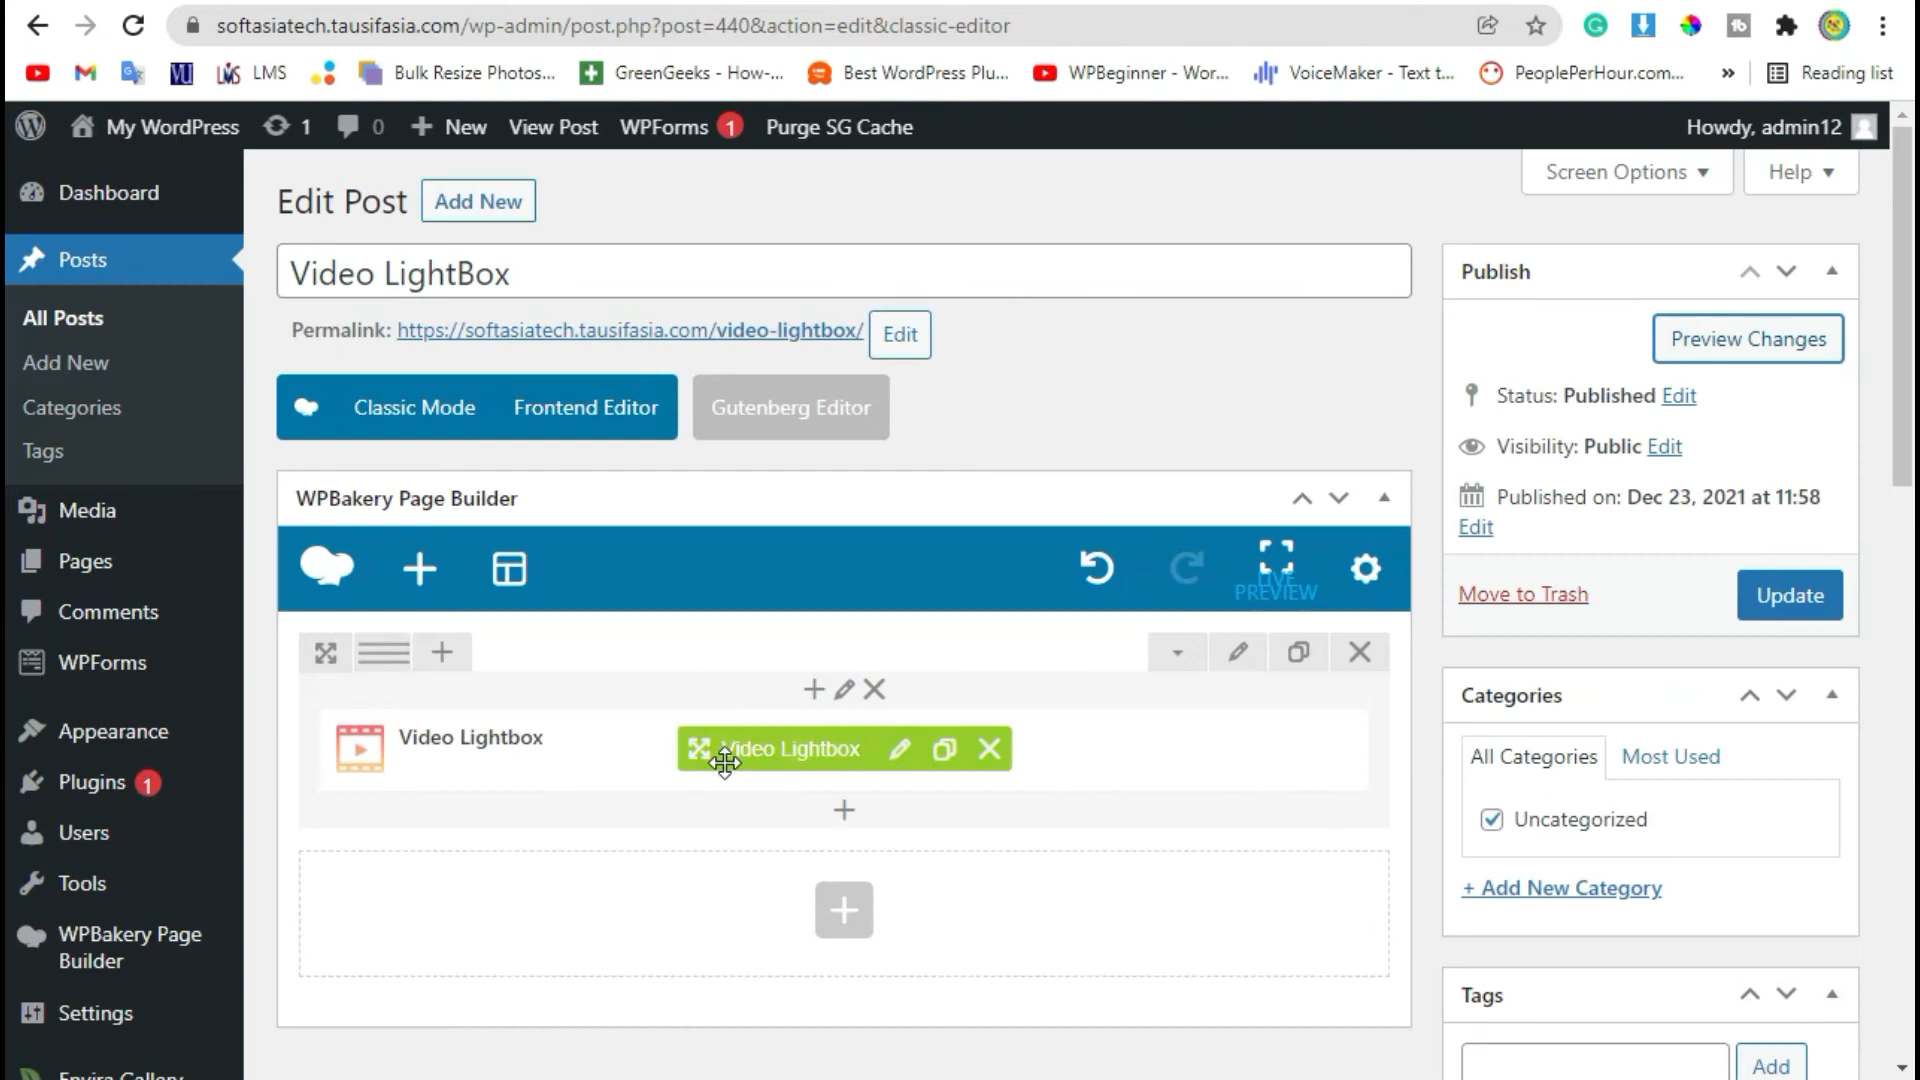 softasiatech.tausifasia.com/wp-admin/post.php?post=440&action=edit&classic-editor
LMS
Bulk Resize Photos...
GreenGeeks - How-...
Best WordPress Plu...
WPBeginner - Wor...
VoiceMaker - Text t...
PeoplePerHour.com...
»
Reading list
My WordPress
1
0
New
View Post
WPForms 1
Purge SG Cache
Howdy, admin12
Dashboard
Posts
All Posts
Add New
Categories
Tags
Media
Pages
Comments
WPForms
Appearance
Plugins 1
Users
Tools
WPBakery Page
Builder
Settings
Envira Gallery
Screen Options
Help
Edit Post
Add New
Video LightBox
Permalink: https://softasiatech.tausifasia.com/video-lightbox/
Edit
Classic Mode
Frontend Editor
Gutenberg Editor
WPBakery Page Builder
LIVE
PREVIEW
Video Lightbox
Video Lightbox
Publish
Preview Changes
Status: Published Edit
Visibility: Public Edit
Published on: Dec 23, 2021 at 11:58
Edit
Move to Trash
Update
Categories
All Categories
Most Used
Uncategorized
+ Add New Category
Tags
Add